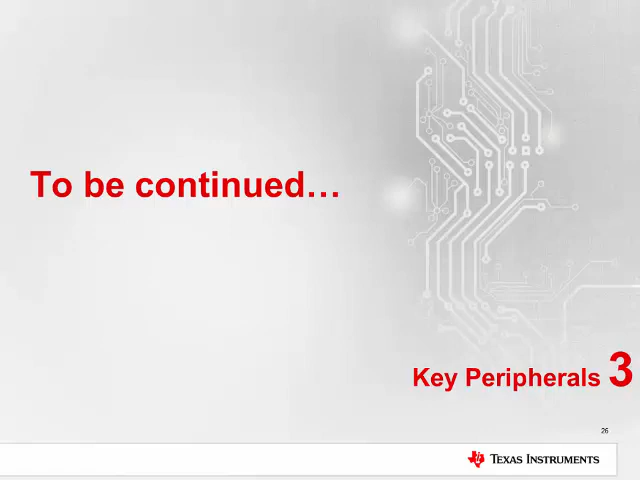 To be continued…
Key Peripherals 3
26
TEXAS INSTRUMENTS